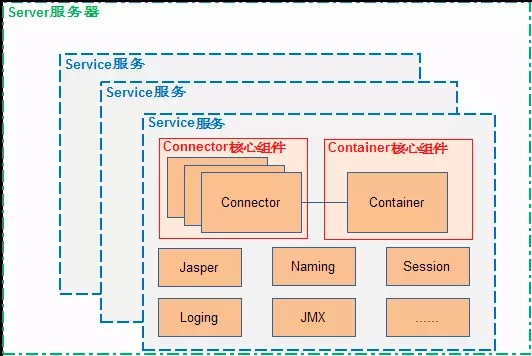 Server服务器
Service服务
Service服务
Service服务
Connector核心组件
Container核心组件
Connector
Container
Jasper
Naming
Session
Loging
JMX
......